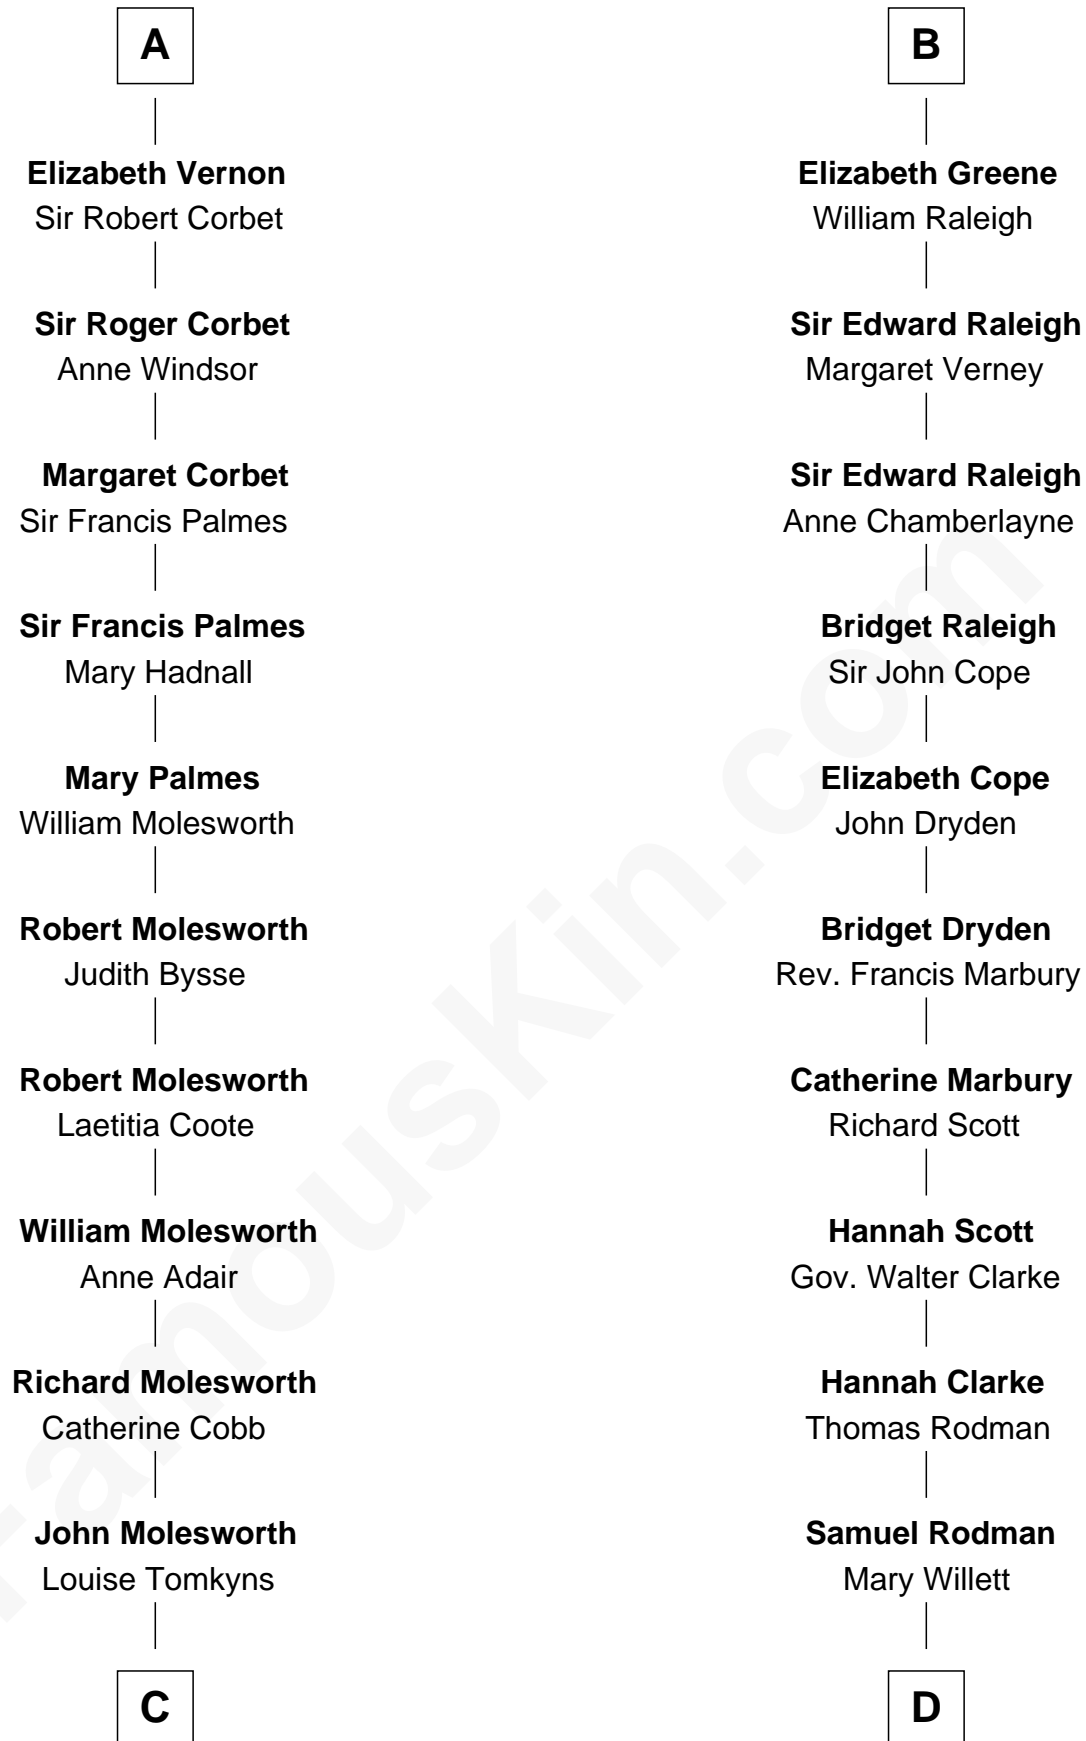 A
Elizabeth Vernon
Sir Robert Corbet
Sir Roger Corbet
Anne Windsor
Margaret Corbet
Sir Francis Palmes
Sir Francis Palmes
Mary Hadnall
Mary Palmes
William Molesworth
Robert Molesworth
Judith Bysse
Robert Molesworth
Laetitia Coote
William Molesworth
Anne Adair
Richard Molesworth
Catherine Cobb
John Molesworth
Louise Tomkyns
C
B
Elizabeth Greene
William Raleigh
Sir Edward Raleigh
Margaret Verney
Sir Edward Raleigh
Anne Chamberlayne
Bridget Raleigh
Sir John Cope
Elizabeth Cope
John Dryden
Bridget Dryden
Rev. Francis Marbury
Catherine Marbury
Richard Scott
Hannah Scott
Gov. Walter Clarke
Hannah Clarke
Thomas Rodman
Samuel Rodman
Mary Willett
D
FamousKin.com